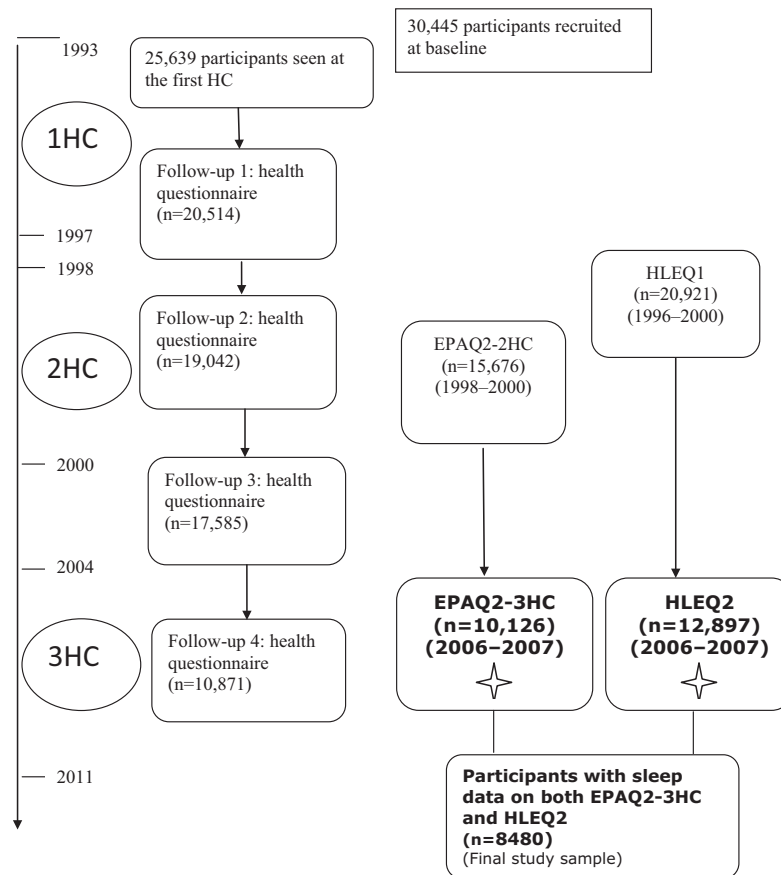 30,445 participants recruited
at baseline
1993
25,639 participants seen at
the first HC
1HC
Follow-up 1: health
questionnaire
(n=20,514)
1997
1998
HLEQ1
(n=20,921)
(1996–2000)
Follow-up 2: health
questionnaire
(n=19,042)
EPAQ2-2HC
(n=15,676)
(1998–2000)
2HC
2000
Follow-up 3: health
questionnaire
(n=17,585)
2004
EPAQ2-3HC
(n=10,126)
(2006–2007)
HLEQ2
(n=12,897)
(2006–2007)
3HC
Follow-up 4: health
questionnaire
(n=10,871)
2011
Participants with sleep
data on both EPAQ2-3HC
and HLEQ2
(n=8480)
(Final study sample)